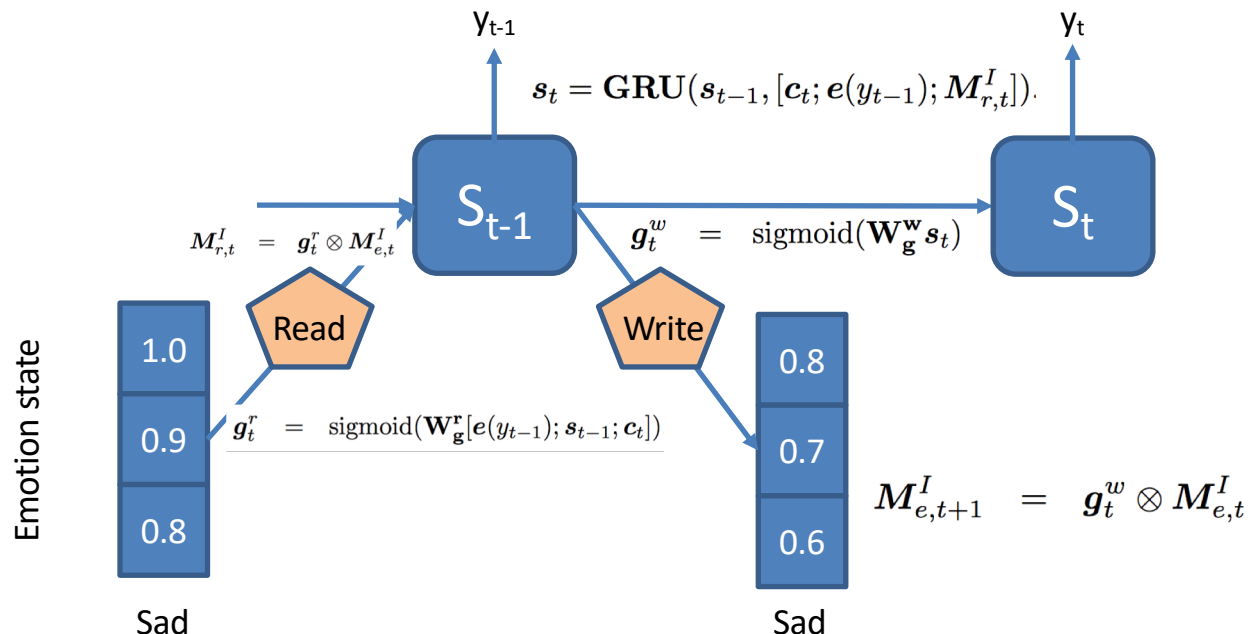 y_{t-1}
y_t
s_t = GRU(s_{t-1}, [c_t; e(y_{t-1}); M^I_{r,t}]).
S_{t-1}
S_t
M^I_{r,t} = g^r_t ⊗ M^I_{e,t}
g^w_t = sigmoid(W^w_g s_t)
Read
Write
Emotion state
1.0
0.9
0.8
g^r_t = sigmoid(W^r_g[e(y_{t-1}); s_{t-1}; c_t])
0.8
0.7
0.6
M^I_{e,t+1} = g^w_t ⊗ M^I_{e,t}
Sad
Sad